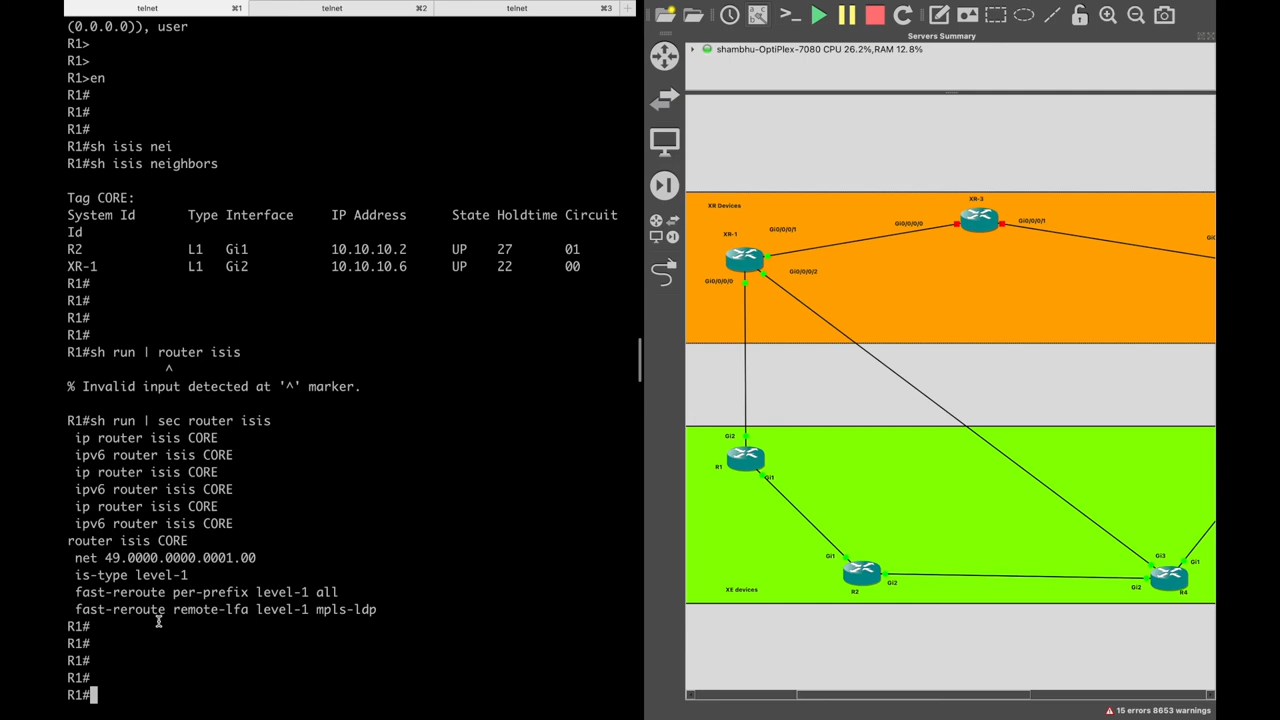 telnet ⌘1 telnet ⌘2 telnet ⌘3 +
(0.0.0.0)), user
R1>
R1>
R1>en
R1#
R1#
R1#
R1#sh isis nei
R1#sh isis neighbors
Tag CORE:
System Id Type Interface IP Address State Holdtime Circuit
Id
R2 L1 Gi1 10.10.10.2 UP 27 01
XR-1 L1 Gi2 10.10.10.6 UP 22 00
R1#
R1#
R1#
R1#
R1#sh run | router isis
^
% Invalid input detected at '^' marker.
R1#sh run | sec router isis
ip router isis CORE
ipv6 router isis CORE
ip router isis CORE
ipv6 router isis CORE
ip router isis CORE
ipv6 router isis CORE
router isis CORE
net 49.0000.0000.0001.00
is-type level-1
fast-reroute per-prefix level-1 all
fast-reroute remote-lfa level-1 mpls-ldp
R1#
R1#
R1#
R1#
R1#
Servers Summary
shambhu-OptiPlex-7080 CPU 26.2%,RAM 12.8%
XR Devices
XR-3
Gi0/0/0/0
Gi0/0/0/1
Gi0/0/0/1
XR-1
Gi0/0/0/2
Gi0/0/0/0
Gi2
R1
Gi1
Gi1
Gi2
R2
XE devices
Gi3
Gi1
Gi2
R4
15 errors 8653 warnings